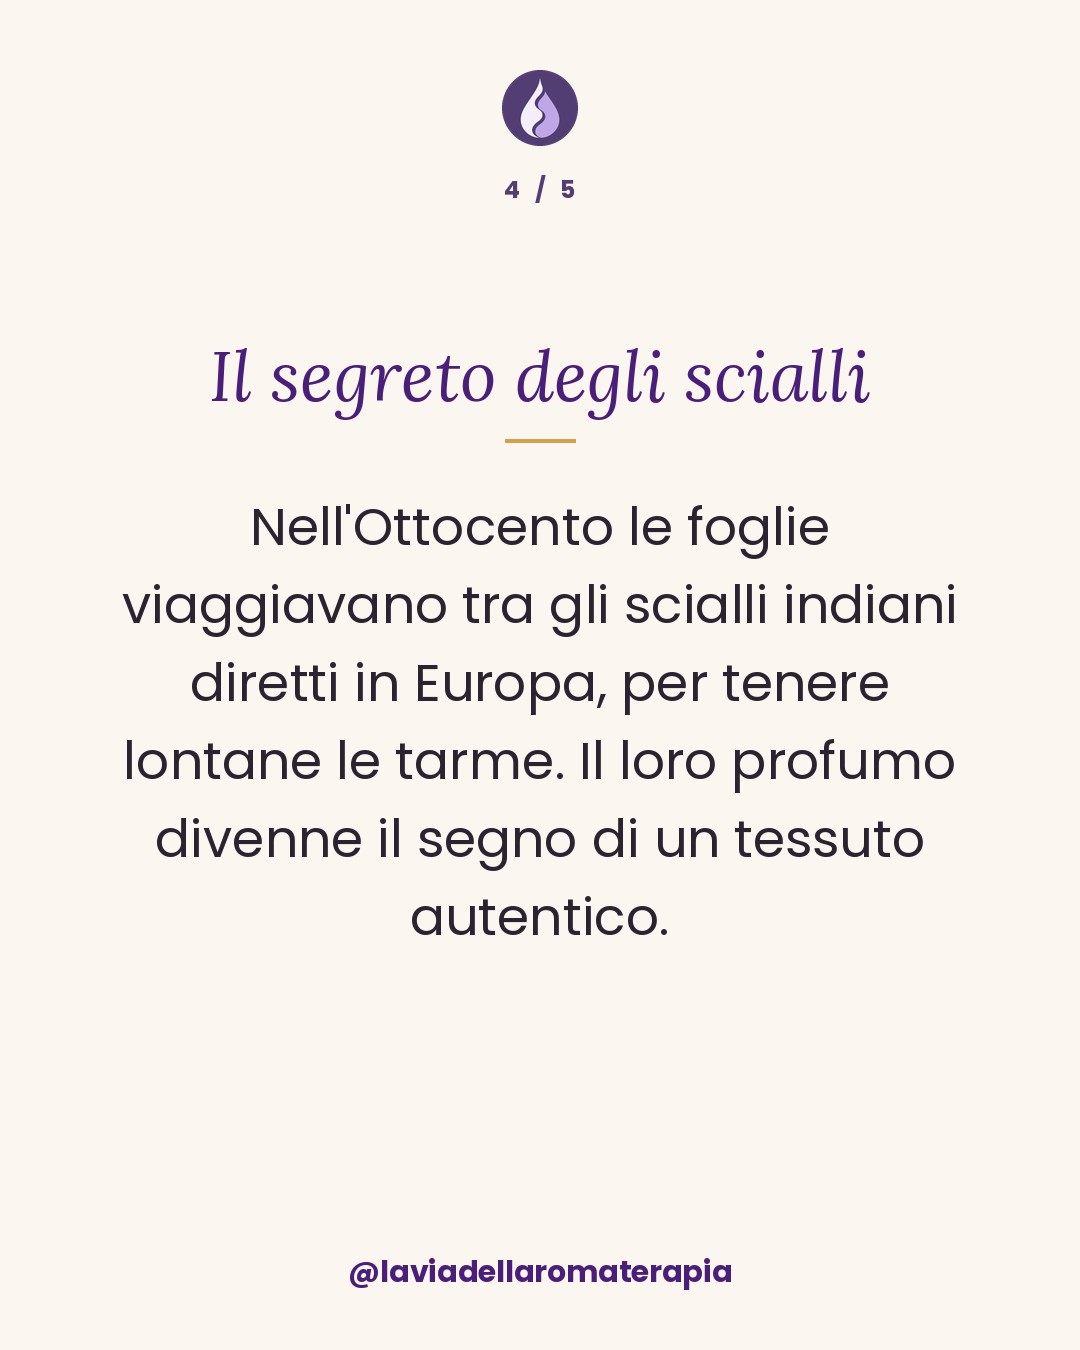 4 / 5
Il segreto degli scialli
Nell'Ottocento le foglie
viaggiavano tra gli scialli indiani
diretti in Europa, per tenere
lontane le tarme. Il loro profumo
divenne il segno di un tessuto
autentico.
@laviadellaromaterapia